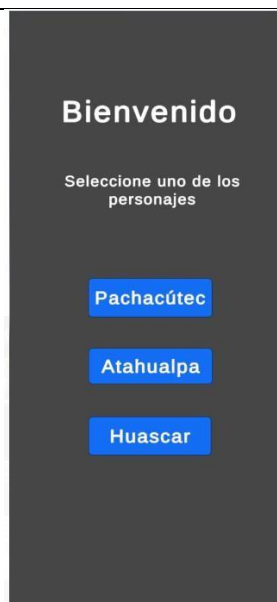 Bienvenido
Seleccione uno de los
personajes
Pachacútec
Atahualpa
Huascar